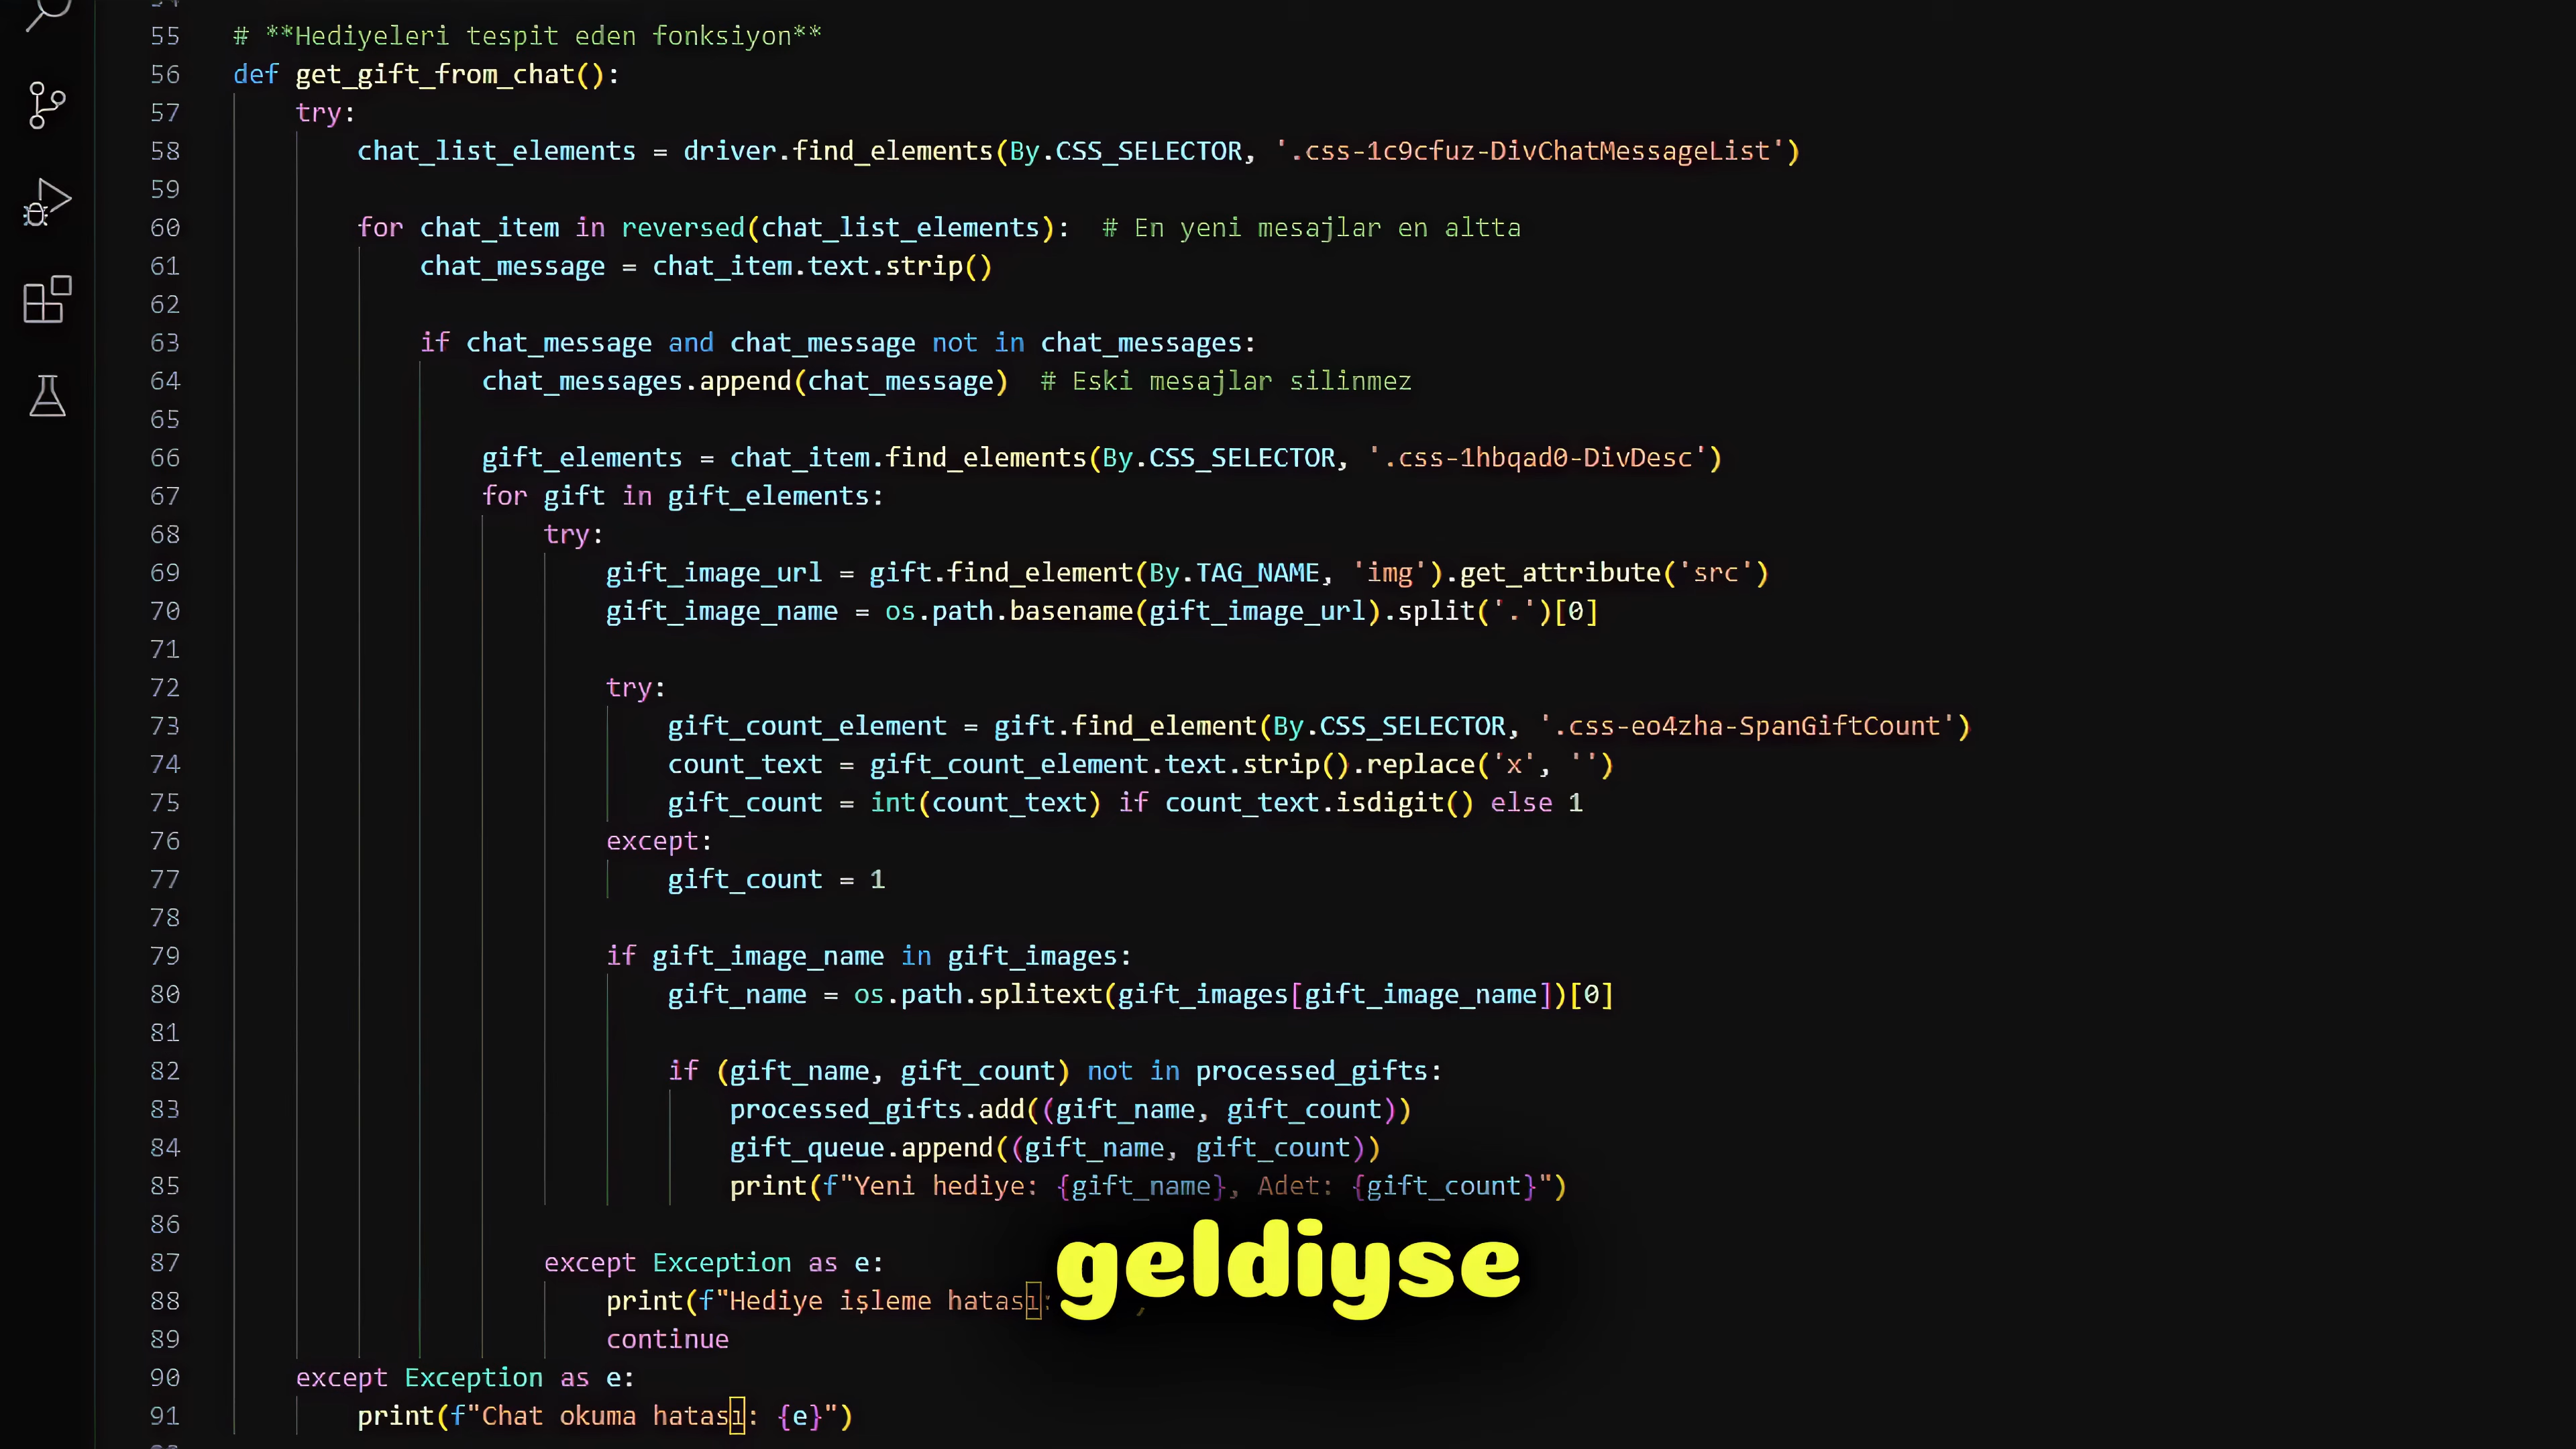 55 # **Hediyeleri tespit eden fonksiyon**
56 def get_gift_from_chat():
57 try:
58 chat_list_elements = driver.find_elements(By.CSS_SELECTOR, '.css-1c9cfuz-DivChatMessageList')
59
60 for chat_item in reversed(chat_list_elements): # En yeni mesajlar en altta
61 chat_message = chat_item.text.strip()
62
63 if chat_message and chat_message not in chat_messages:
64 chat_messages.append(chat_message) # Eski mesajlar silinmez
65
66 gift_elements = chat_item.find_elements(By.CSS_SELECTOR, '.css-1hbqad0-DivDesc')
67 for gift in gift_elements:
68 try:
69 gift_image_url = gift.find_element(By.TAG_NAME, 'img').get_attribute('src')
70 gift_image_name = os.path.basename(gift_image_url).split('.')[0]
71
72 try:
73 gift_count_element = gift.find_element(By.CSS_SELECTOR, '.css-eo4zha-SpanGiftCount')
74 count_text = gift_count_element.text.strip().replace('x', '')
75 gift_count = int(count_text) if count_text.isdigit() else 1
76 except:
77 gift_count = 1
78
79 if gift_image_name in gift_images:
80 gift_name = os.path.splitext(gift_images[gift_image_name])[0]
81
82 if (gift_name, gift_count) not in processed_gifts:
83 processed_gifts.add((gift_name, gift_count))
84 gift_queue.append((gift_name, gift_count))
85 print(f"Yeni hediye: {gift_name}, Adet: {gift_count}")
86
87 except Exception as e:
88 print(f"Hediye işleme hatası:
geldiyse
89 continue
90 except Exception as e:
91 print(f"Chat okuma hatası: {e}")